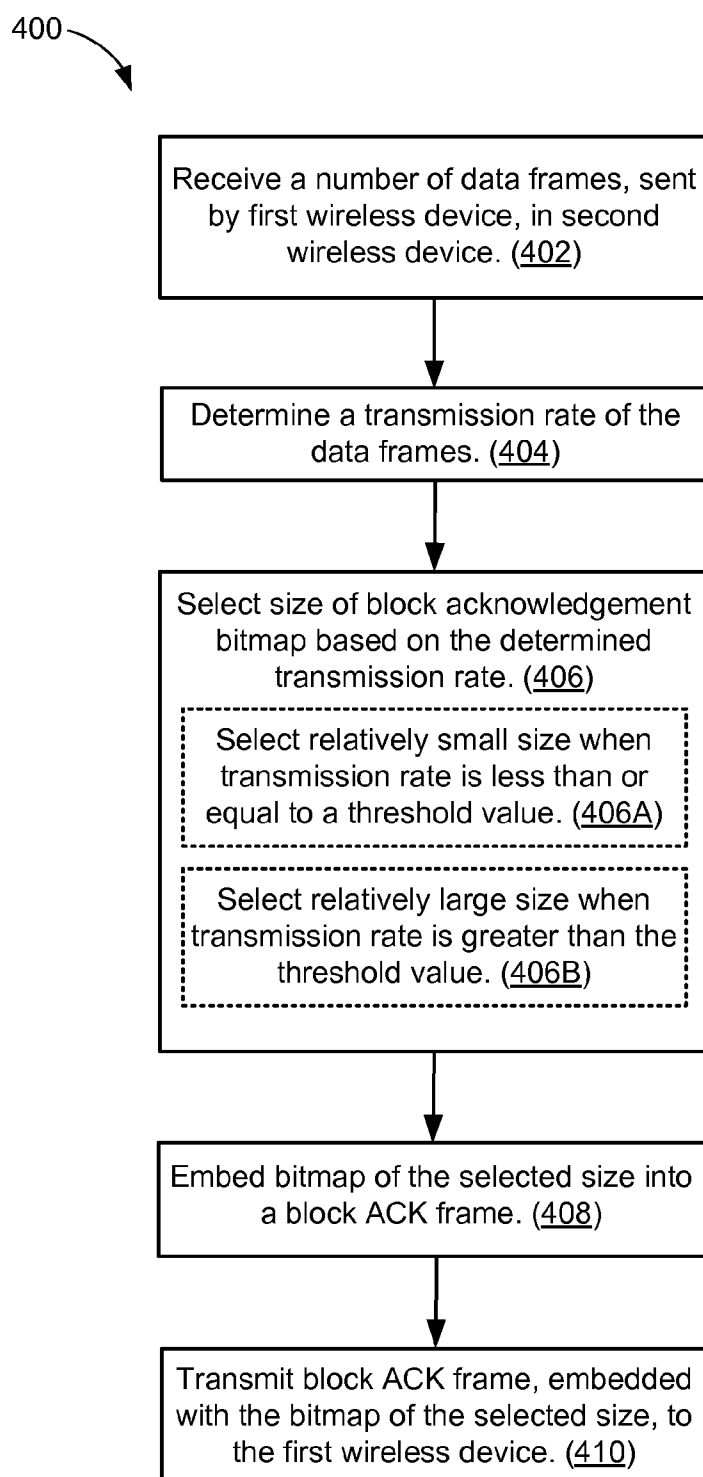 400
Receive a number of data frames, sent
by first wireless device, in second
wireless device. (402)
Determine a transmission rate of the
data frames. (404)
Select size of block acknowledgement
bitmap based on the determined
transmission rate. (406)
Select relatively small size when
transmission rate is less than or
equal to a threshold value. (406A)
Select relatively large size when
transmission rate is greater than the
threshold value. (406B)
Embed bitmap of the selected size into
a block ACK frame. (408)
Transmit block ACK frame, embedded
with the bitmap of the selected size, to
the first wireless device. (410)